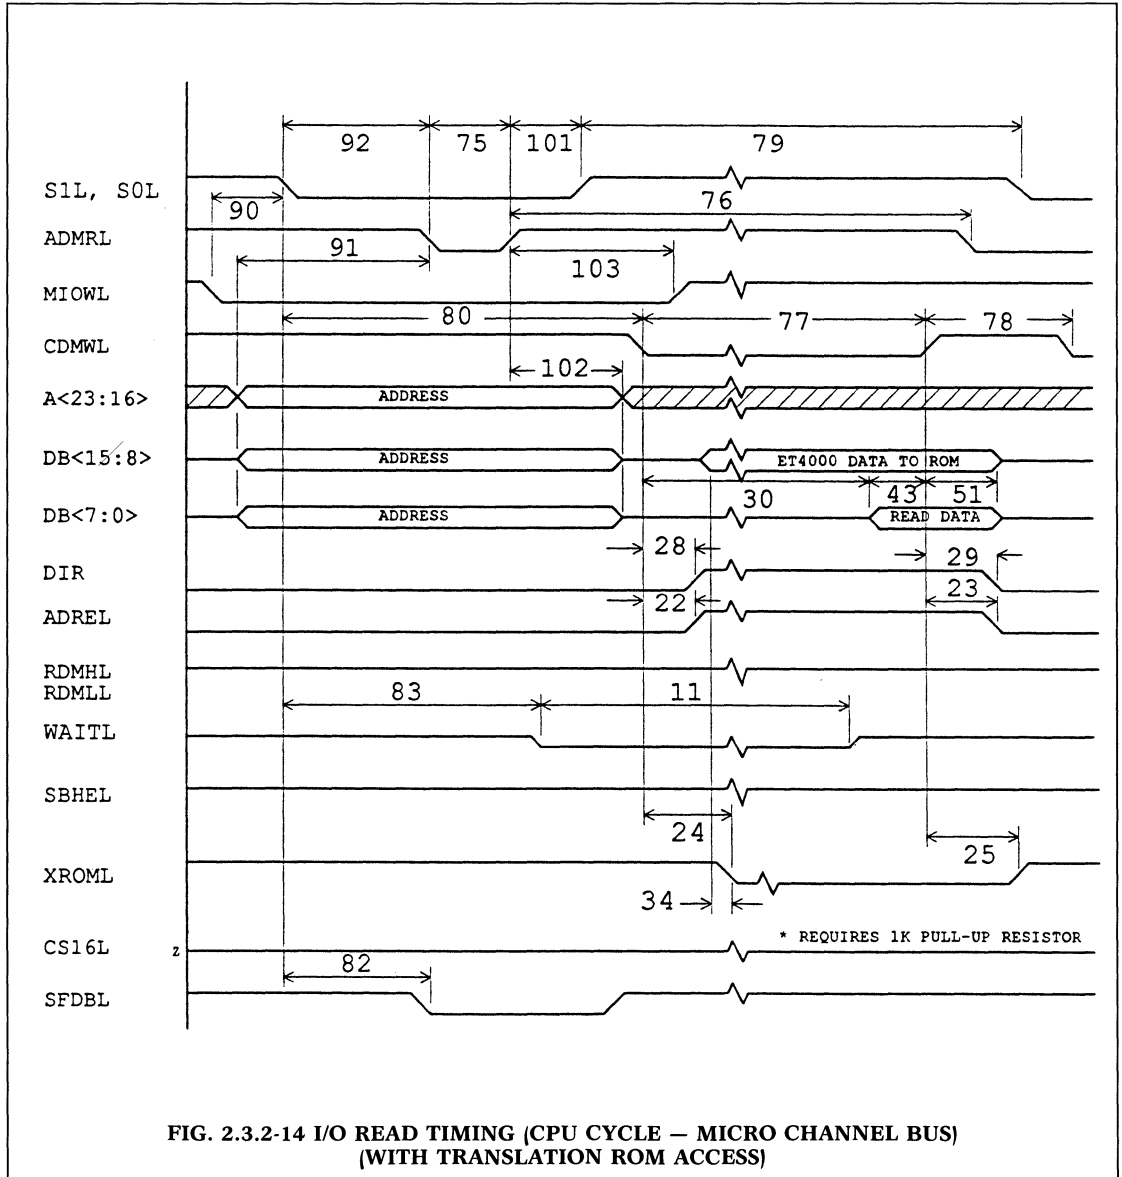 92 75 101 79
S1L, S0L
90 76
ADMRL
91 103
MIOWL
80 77 78
CDMWL
102
A<23:16> ADDRESS
DB<15:8> ADDRESS ET4000 DATA TO ROM
30 43 51
DB<7:0> ADDRESS READ DATA
28 29
DIR
22 23
ADREL
RDMHL
RDMLL
83 11
WAITL
SBHEL
24 25
XROML
34
* REQUIRES 1K PULL-UP RESISTOR
CS16L Z
82
SFDBL
FIG. 2.3.2-14 I/O READ TIMING (CPU CYCLE — MICRO CHANNEL BUS)
(WITH TRANSLATION ROM ACCESS)